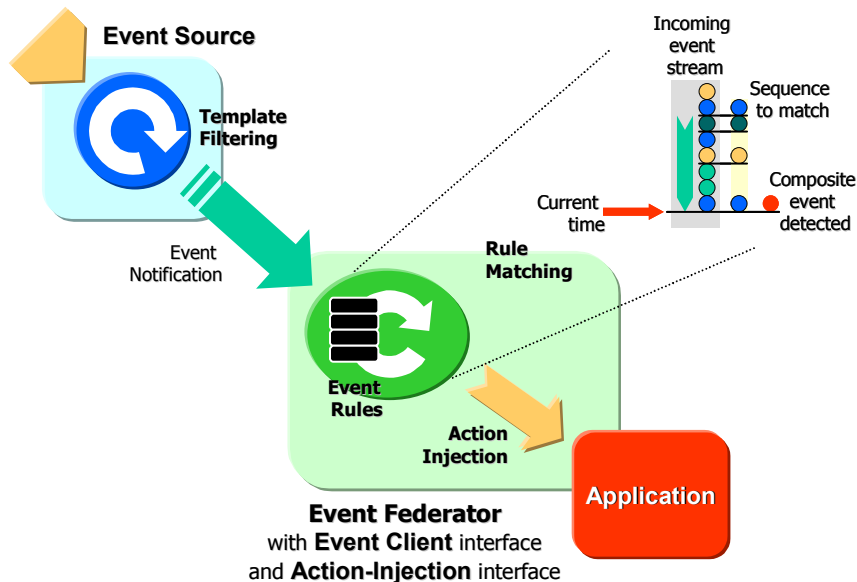 Event Source
Template
Filtering
Event
Notification
Incoming
event
stream
Sequence
to match
Current
time
Composite
event
detected
Rule
Matching
Event
Rules
Action
Injection
Application
Event Federator
with Event Client interface
and Action-Injection interface